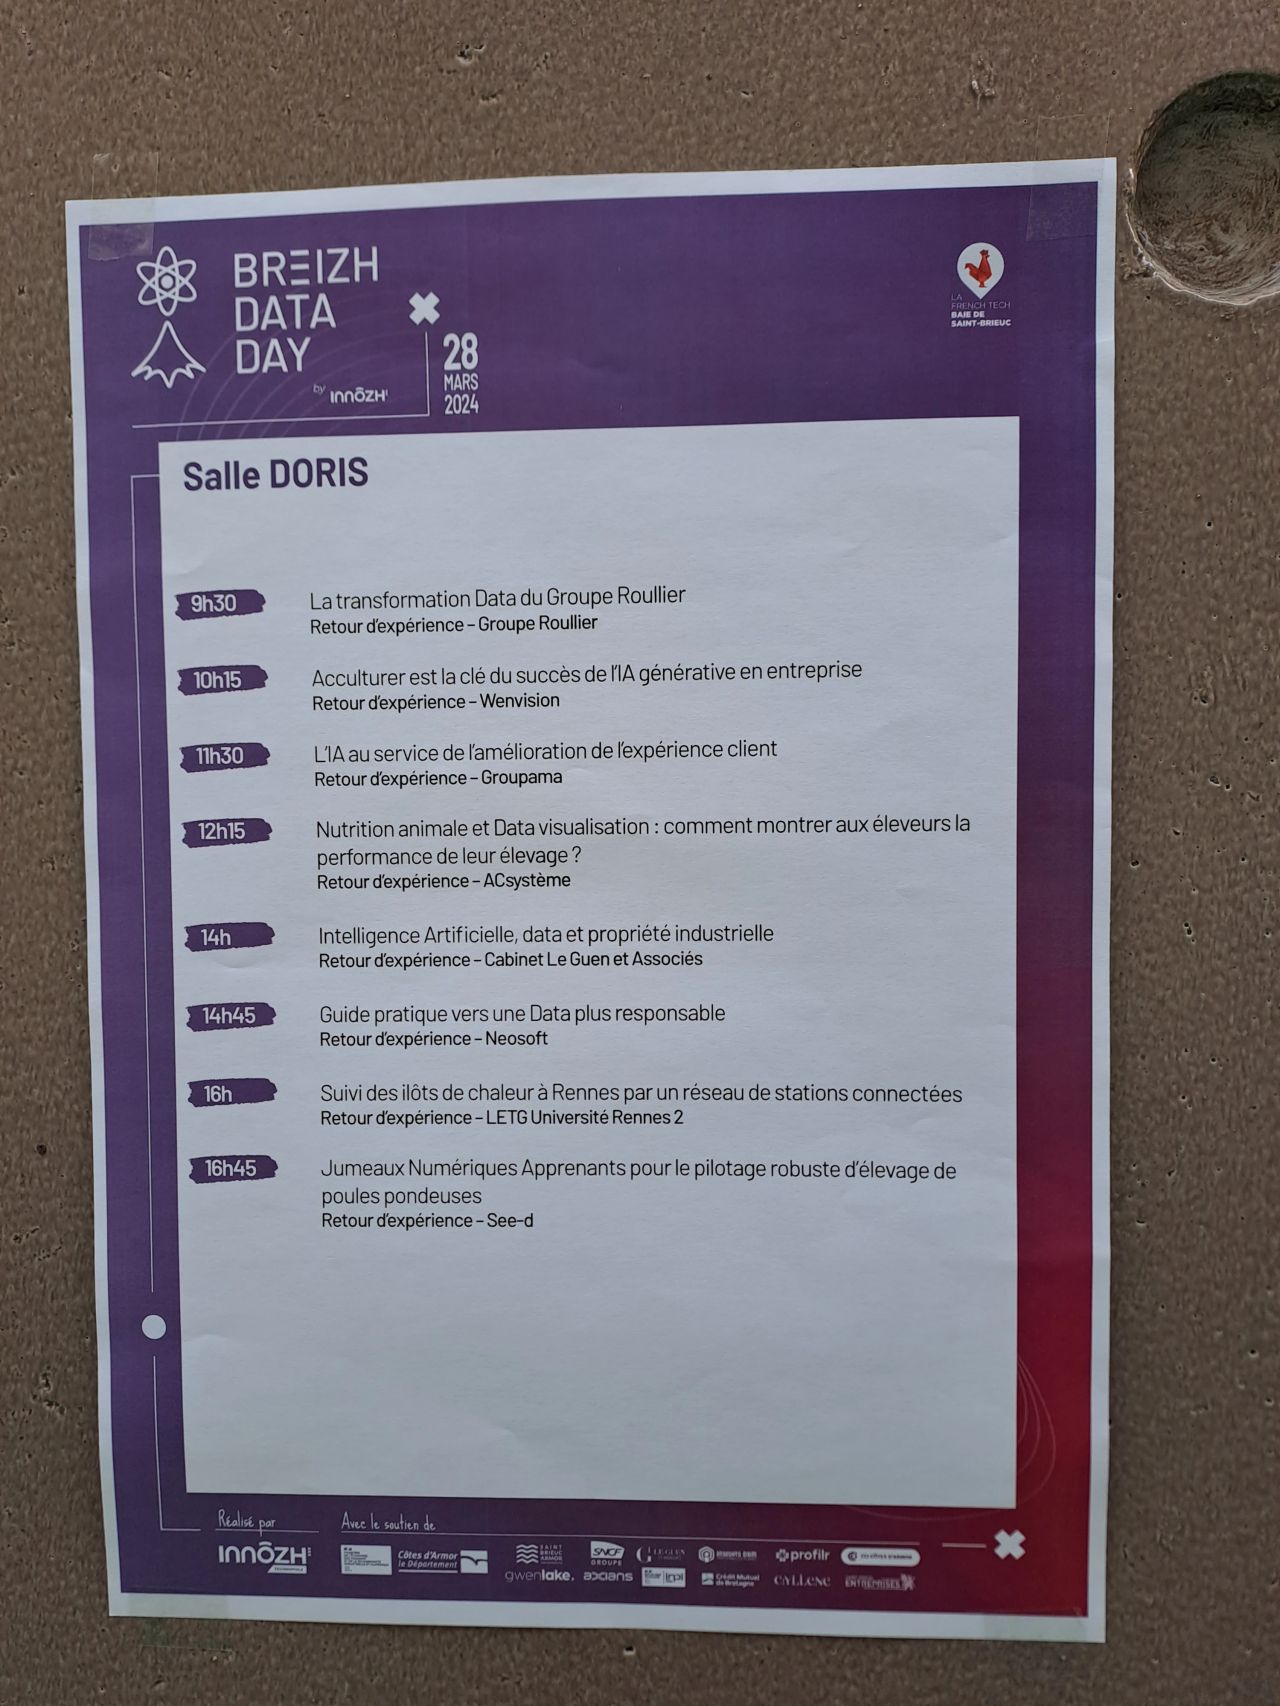 BREIZH
DATA
DAY
by INNÔZH
28
MARS
2024
LA
FRENCH TECH
BAIE DE
SAINT-BRIEUC
Salle DORIS
9h30
La transformation Data du Groupe Roullier
Retour d'expérience – Groupe Roullier
10h15
Acculturer est la clé du succès de l'IA générative en entreprise
Retour d'expérience – Wenvision
11h30
L'IA au service de l'amélioration de l'expérience client
Retour d'expérience – Groupama
12h15
Nutrition animale et Data visualisation : comment montrer aux éleveurs la
performance de leur élevage ?
Retour d'expérience – ACsystème
14h
Intelligence Artificielle, data et propriété industrielle
Retour d'expérience – Cabinet Le Guen et Associés
14h45
Guide pratique vers une Data plus responsable
Retour d'expérience – Neosoft
16h
Suivi des ilôts de chaleur à Rennes par un réseau de stations connectées
Retour d'expérience – LETG Université Rennes 2
16h45
Jumeaux Numériques Apprenants pour le pilotage robuste d'élevage de
poules pondeuses
Retour d'expérience – See-d
Réalisé par
INNÔZH
Avec le soutien de
Côtes d'Armor
le Département
SAINT
BRIEUC
ARMOR
SNCF
GROUPE
LE GUEN
profilr
gwenlake.
axians
inpi
Crédit Mutuel
de Bretagne
CYLLENE
ENTREPRISES